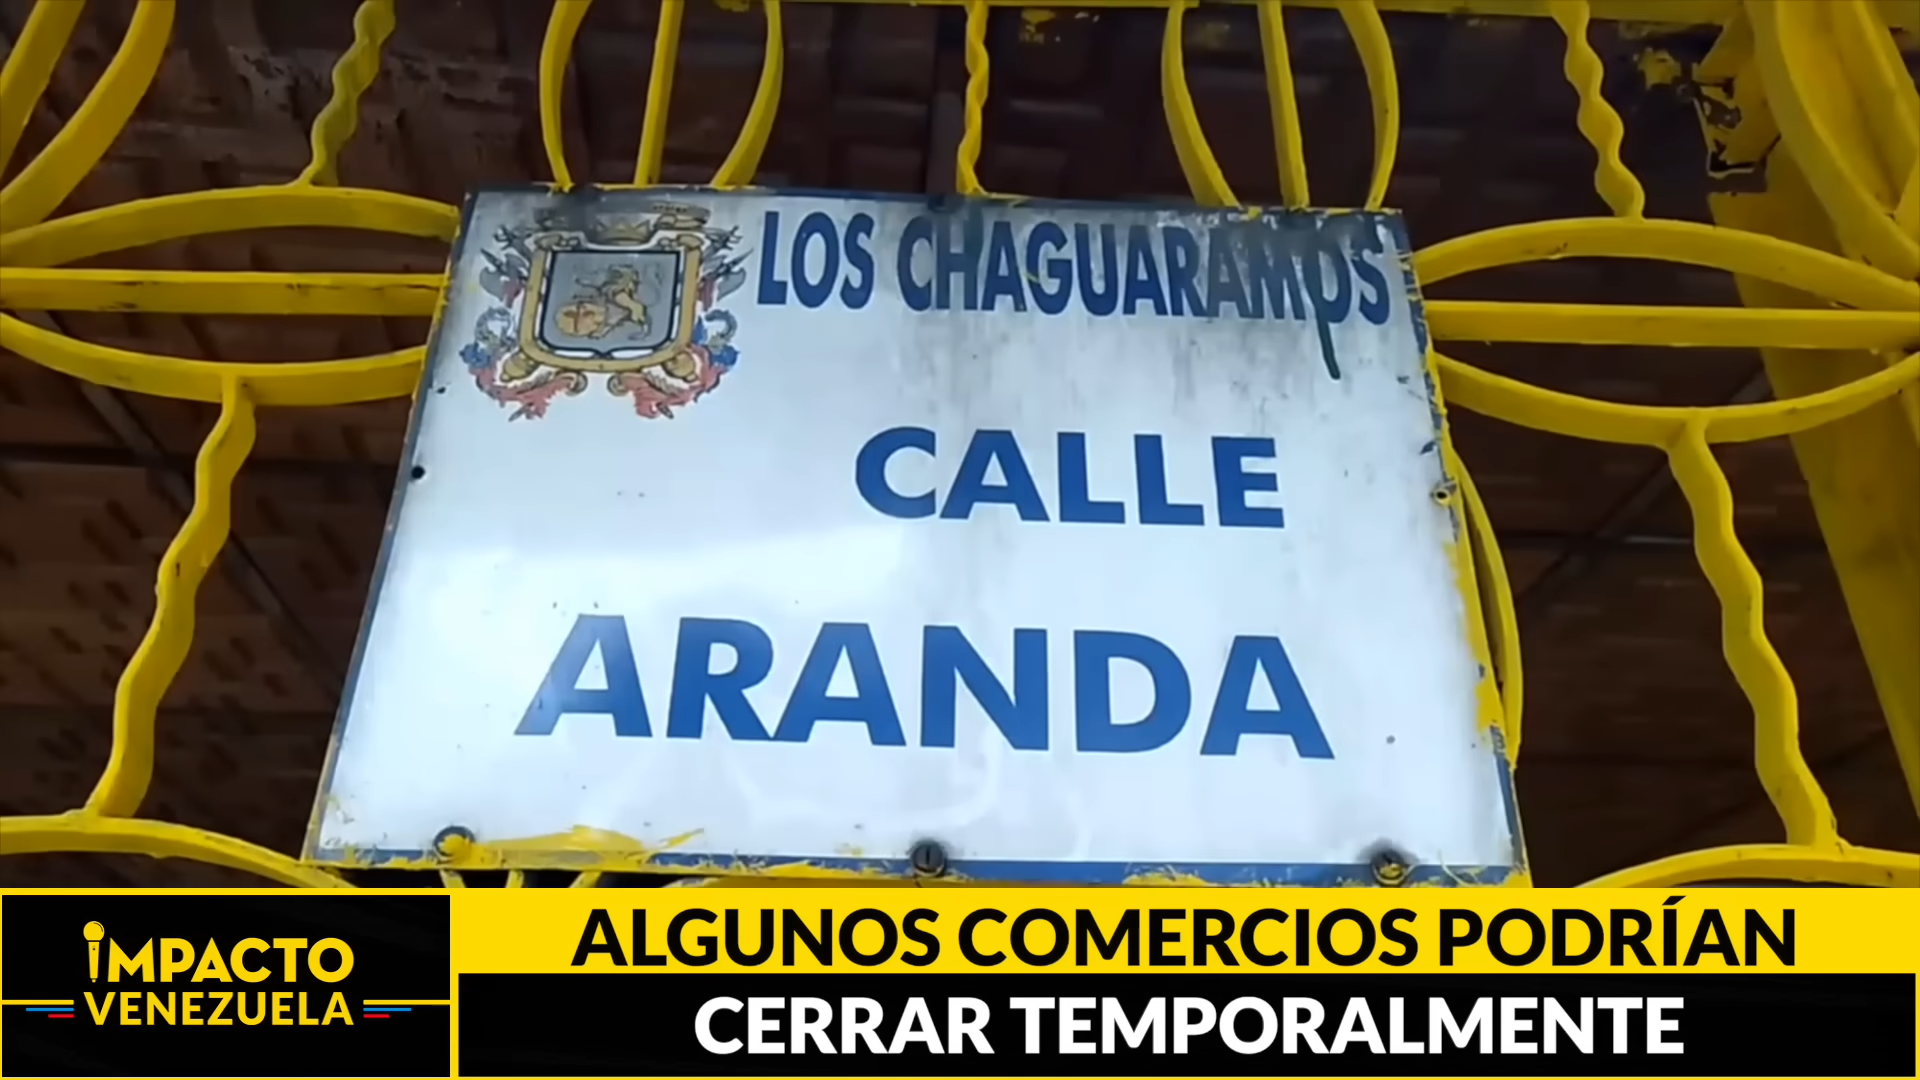 LOS CHAGUARAMOS
CALLE
ARANDA
IMPACTO
VENEZUELA
ALGUNOS COMERCIOS PODRÍAN
CERRAR TEMPORALMENTE